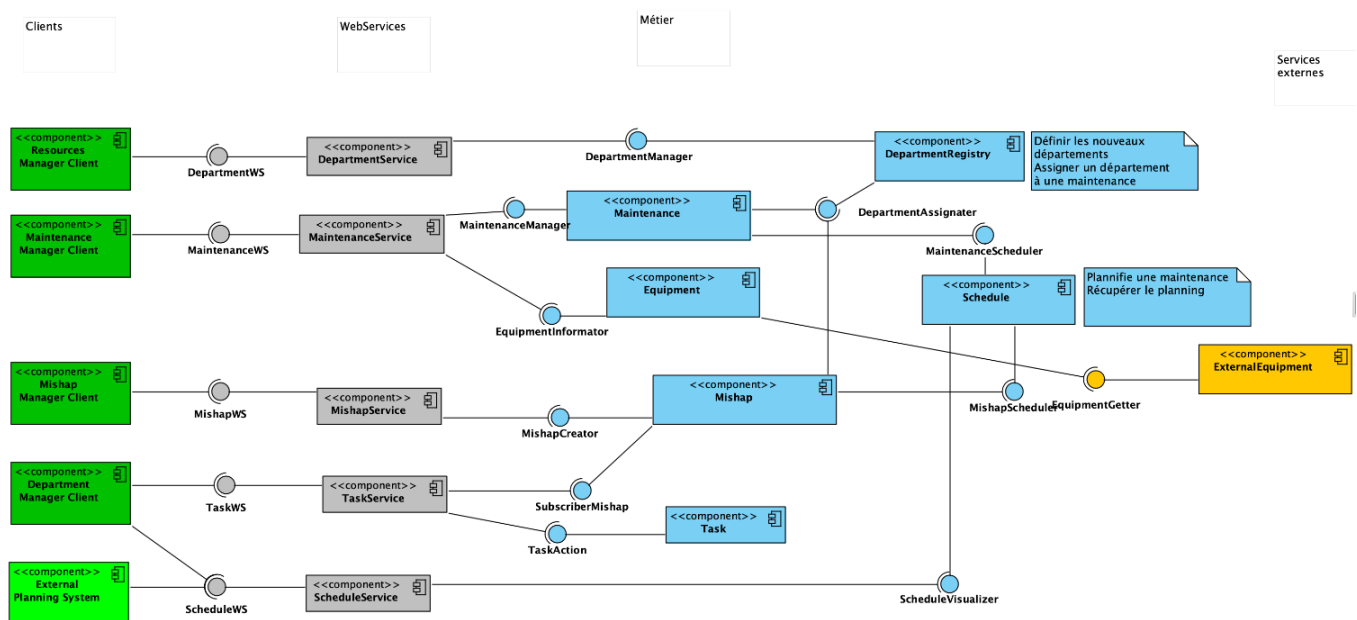 Clients
WebServices
Métier
Services
externes
<<component>>
Resources
Manager Client
DepartmentWS
<<component>>
DepartmentService
DepartmentManager
<<component>>
DepartmentRegistry
Définir les nouveaux
départements
Assigner un département
à une maintenance
<<component>>
Maintenance
Manager Client
MaintenanceWS
<<component>>
MaintenanceService
MaintenanceManager
<<component>>
Maintenance
DepartmentAssignater
MaintenanceScheduler
<<component>>
Equipment
EquipmentInformator
<<component>>
Schedule
Plannifie une maintenance
Récupérer le planning
<<component>>
ExternalEquipment
EquipmentGetter
<<component>>
Mishap
Manager Client
MishapWS
<<component>>
MishapService
MishapCreator
<<component>>
Mishap
MishapScheduler
<<component>>
Department
Manager Client
TaskWS
<<component>>
TaskService
SubscriberMishap
TaskAction
<<component>>
Task
<<component>>
External
Planning System
ScheduleWS
<<component>>
ScheduleService
ScheduleVisualizer